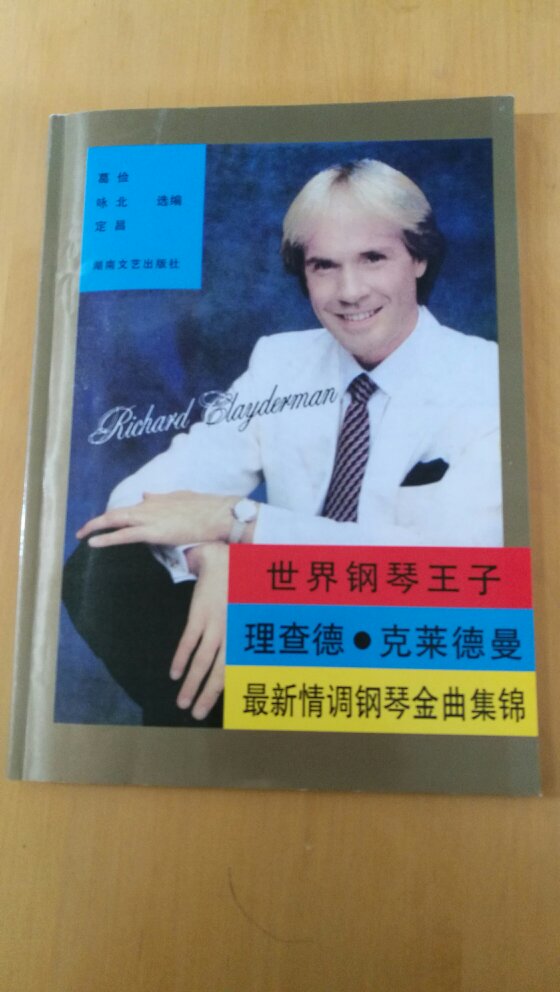 葛俭
咏北 选编
定昌
湖南文艺出版社
Richard Clayderman
世界钢琴王子
理查德●克莱德曼
最新情调钢琴金曲集锦